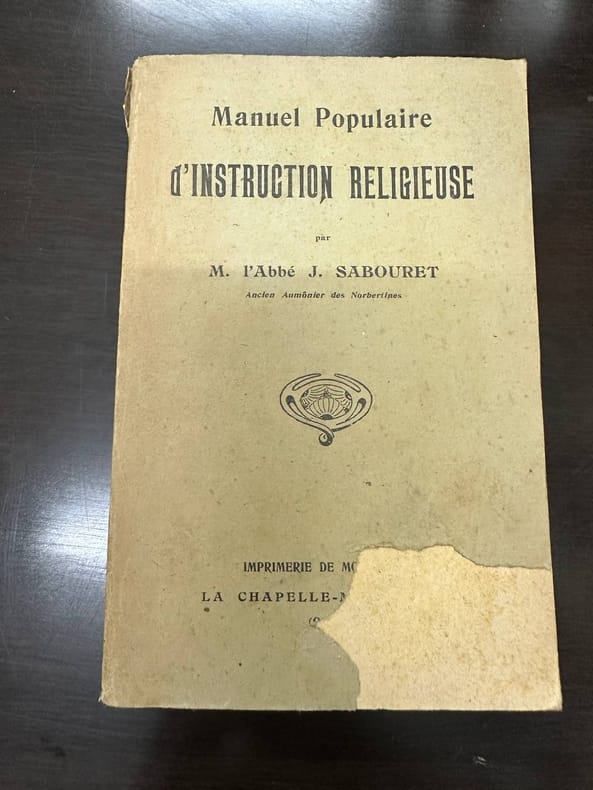 Manuel Populaire
d'INSTRUCTION RELIGIEUSE
par
M. l'Abbé J. SABOURET
Ancien Aumônier des Norbertines
IMPRIMERIE DE
LA CHAPELLE-